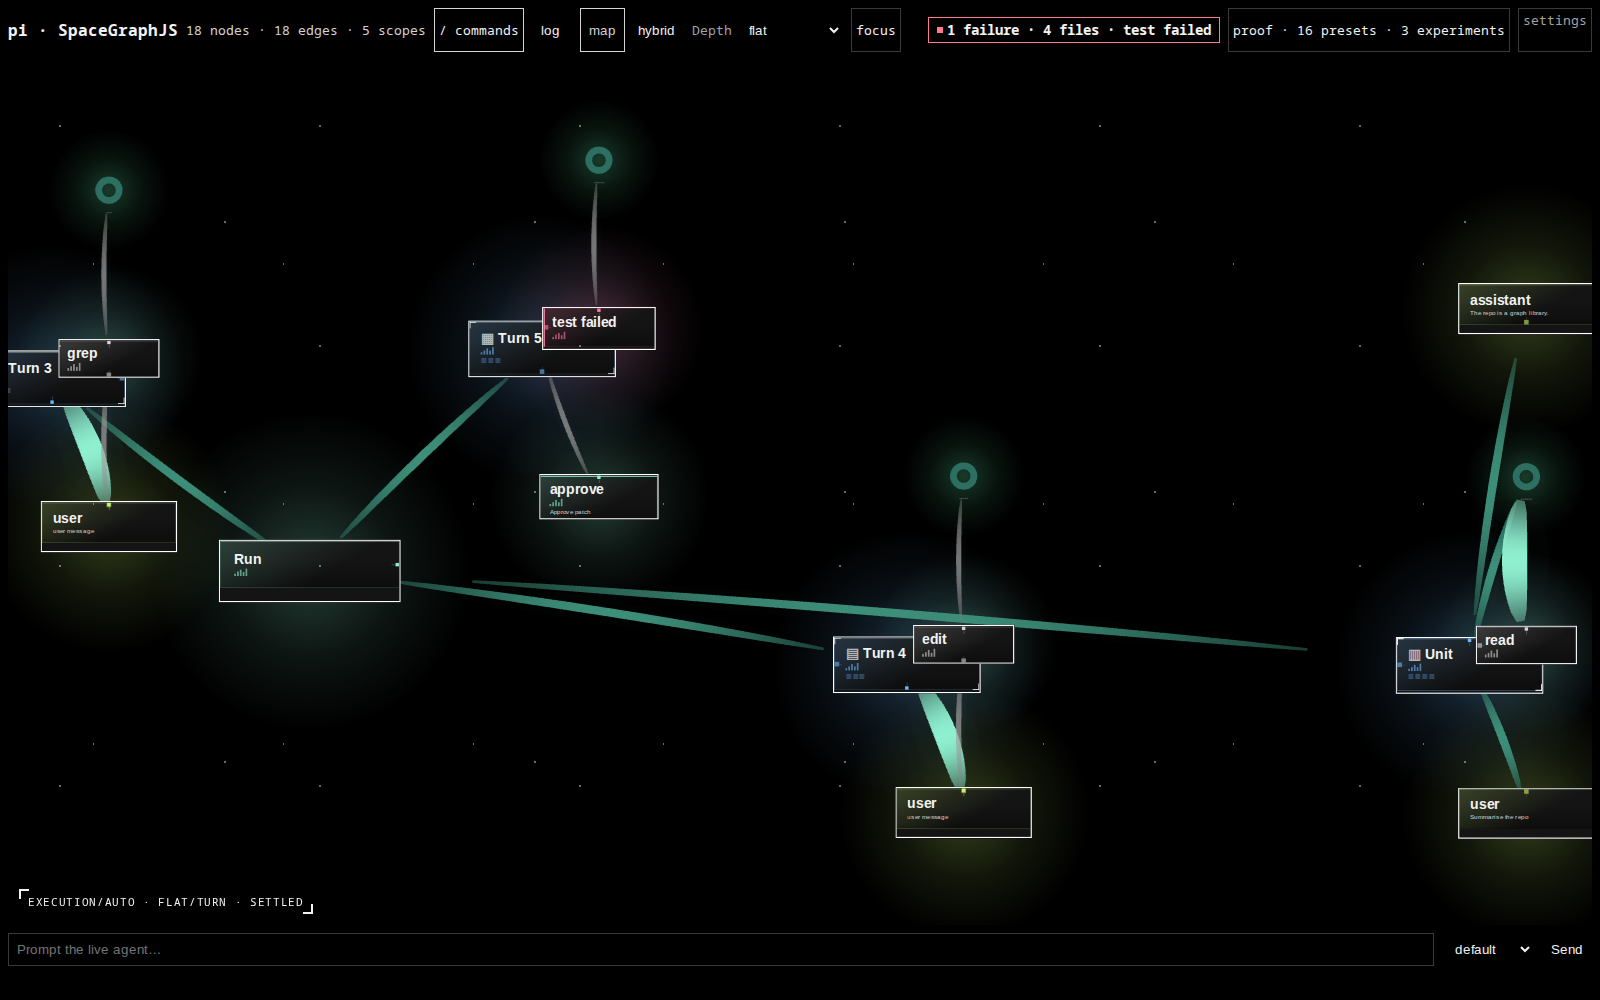 pi · SpaceGraphJS 18 nodes · 18 edges · 5 scopes / commands log map hybrid Depth flat focus 1 failure · 4 files · test failed proof · 16 presets · 3 experiments settings
assistant
The repo is a graph library.
test failed
Turn 5
grep
Turn 3
approve
Approve patch
user
user message
Run
edit
Turn 4
read
Unit
user
user message
user
Summarise the repo
EXECUTION/AUTO · FLAT/TURN · SETTLED
Prompt the live agent… default Send